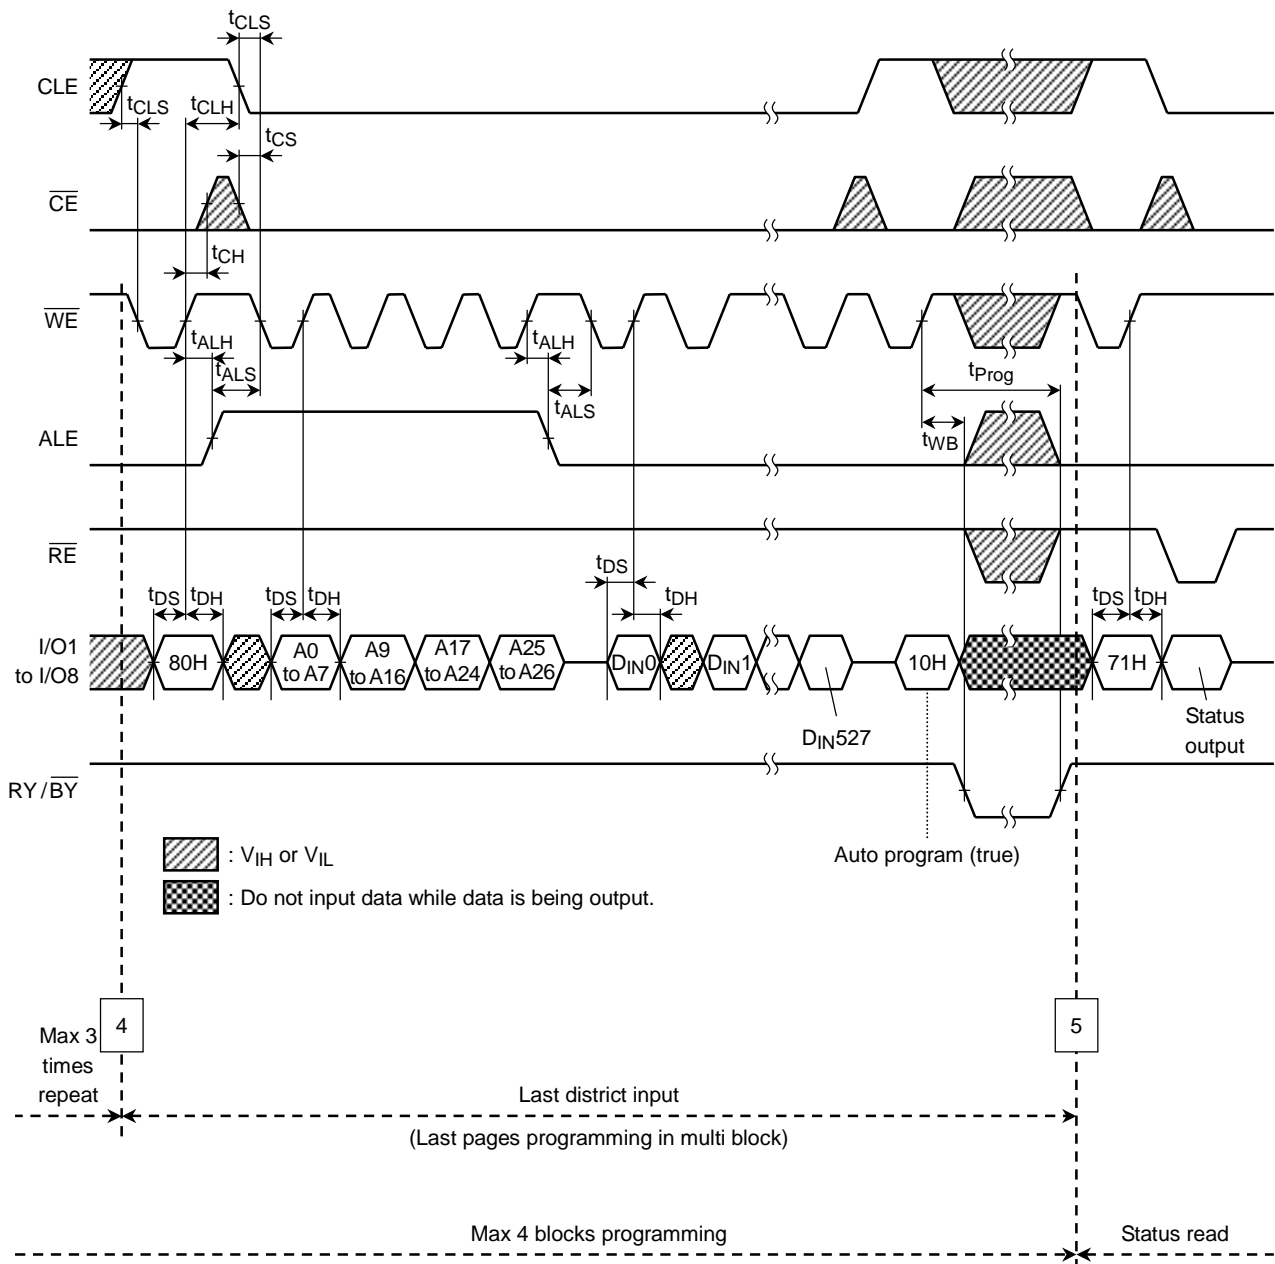 tCLS
CLE
tCLS
tCLH
tCS
CE
tCH
WE
tALH
tALH
tALS
tProg
tALS
ALE
tWB
RE
tDS
tDS
tDH
tDS
tDH
tDH
tDS
tDH
I/O1
to I/O8
80H
A0
to A7
A9
to A16
A17
to A24
A25
to A26
DIN0
DIN1
10H
71H
DIN527
Status
output
RY/BY
: VIH or VIL
Auto program (true)
: Do not input data while data is being output.
4
5
Max 3
times
repeat
Last district input
(Last pages programming in multi block)
Max 4 blocks programming
Status read